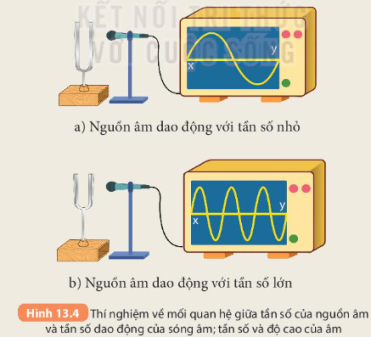 KẾT NỐI TRI THỨC
VỚI CUỘC SỐNG
y
x
a) Nguồn âm dao động với tần số nhỏ
y
x
b) Nguồn âm dao động với tần số lớn
Hình 13.4 Thí nghiệm về mối quan hệ giữa tần số của nguồn âm
và tần số dao động của sóng âm; tần số và độ cao của âm